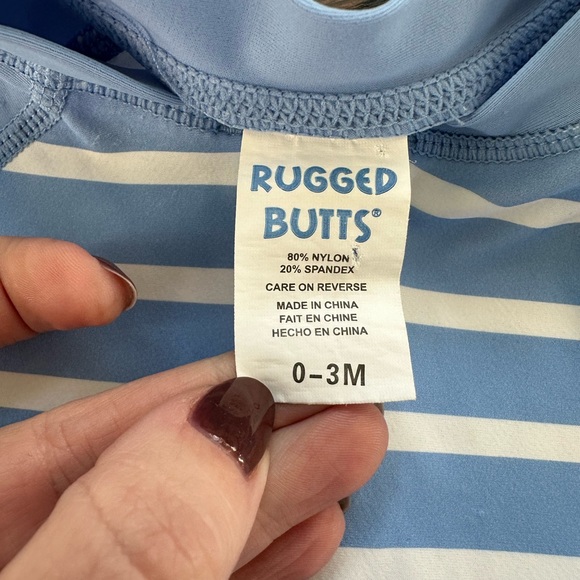 RUGGED
BUTTS®
80% NYLON
20% SPANDEX
CARE ON REVERSE
MADE IN CHINA
FAIT EN CHINE
HECHO EN CHINA
0-3M